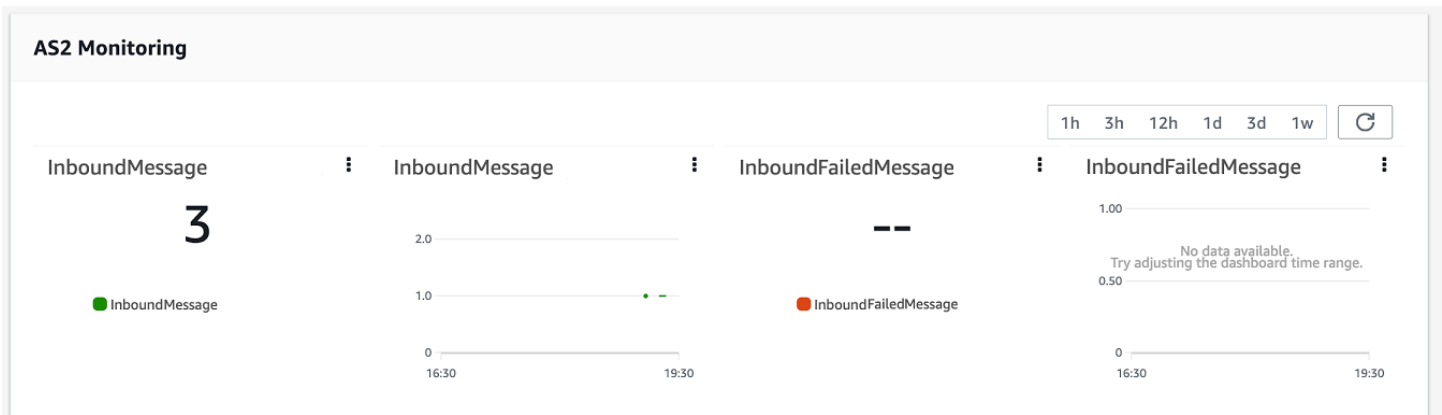 AS2 Monitoring
1h 3h 12h 1d 3d 1w
InboundMessage
3
InboundMessage
InboundMessage
2.0
1.0
0
16:30 19:30
InboundFailedMessage
--
InboundFailedMessage
InboundFailedMessage
1.00
No data available.
Try adjusting the dashboard time range.
0.50
0
16:30 19:30